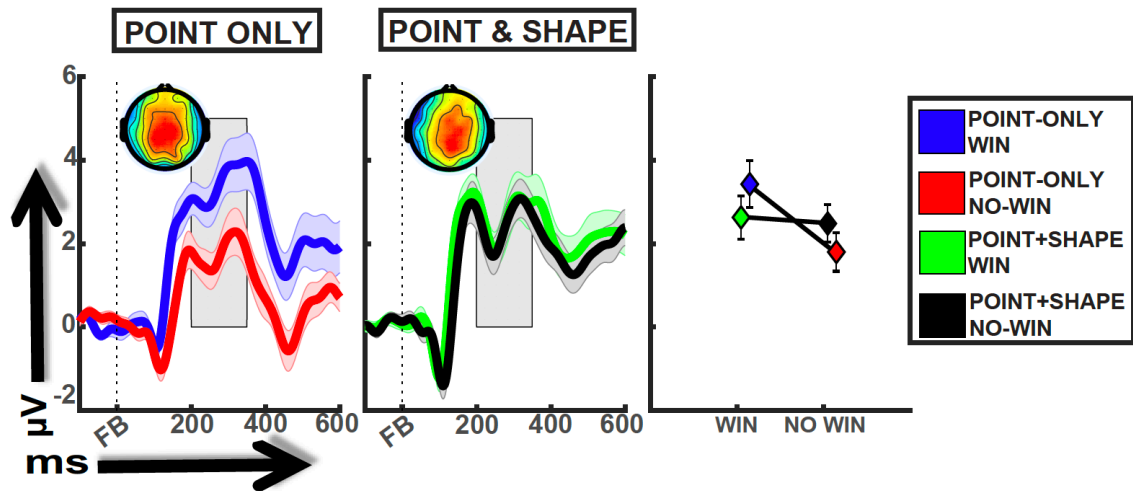 POINT ONLY
POINT & SHAPE
6
4
2
0
-2
µV
ms
FB
200
400
600
FB
200
400
600
WIN
NO WIN
POINT-ONLY
WIN
POINT-ONLY
NO-WIN
POINT+SHAPE
WIN
POINT+SHAPE
NO-WIN